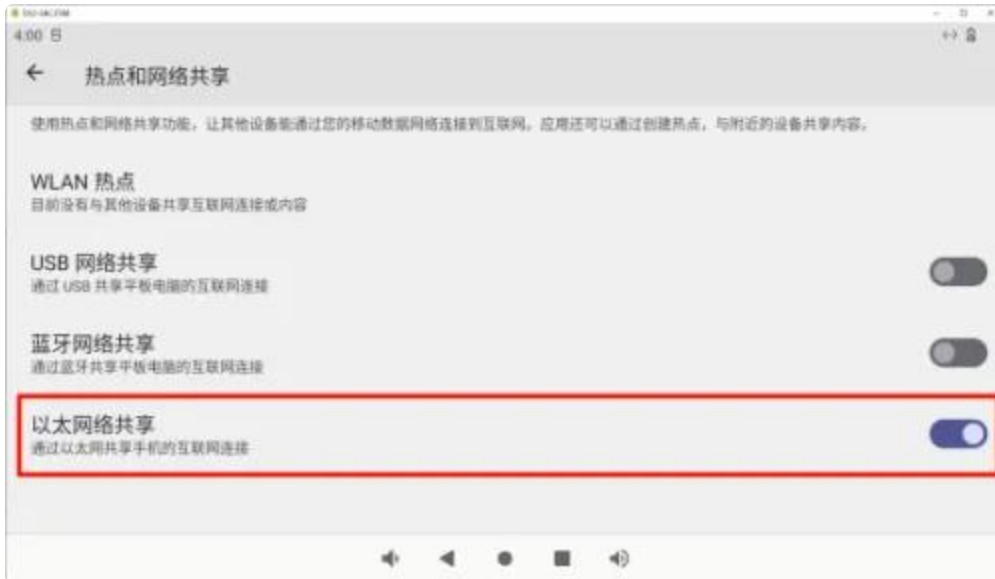 4:00
热点和网络共享
使用热点和网络共享功能，让其他设备能通过您的移动数据网络连接到互联网。应用还可以通过创建热点，与附近的设备共享内容。
WLAN 热点
目前没有与其他设备共享互联网连接或内容
USB 网络共享
通过 USB 共享平板电脑的互联网连接
蓝牙网络共享
通过蓝牙共享平板电脑的互联网连接
以太网络共享
通过以太网共享手机的互联网连接